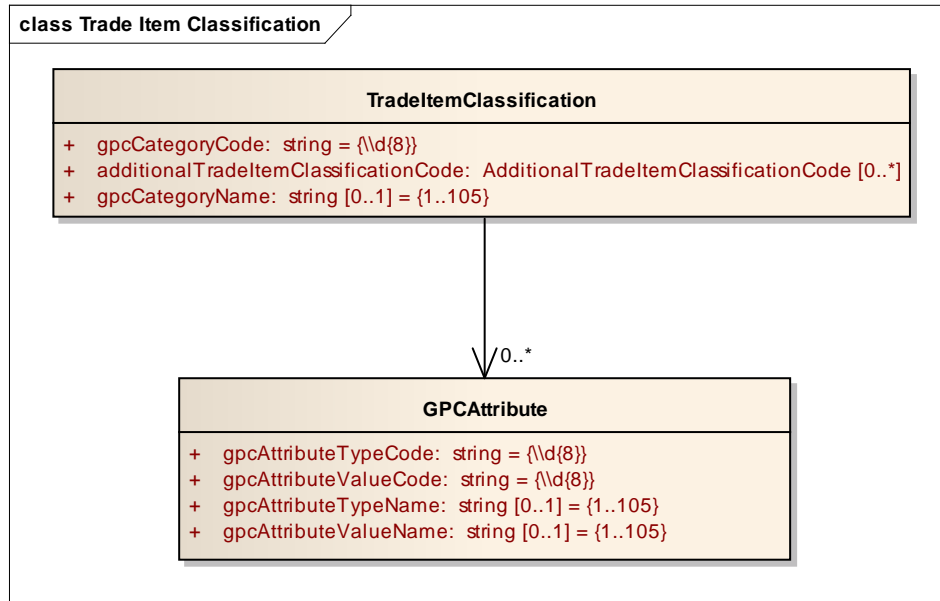 class Trade Item Classification
TradeItemClassification
+ gpcCategoryCode: string = {\\d{8}}
+ additionalTradeItemClassificationCode: AdditionalTradeItemClassificationCode [0..*]
+ gpcCategoryName: string [0..1] = {1..105}
0..*
GPCAttribute
+ gpcAttributeTypeCode: string = {\\d{8}}
+ gpcAttributeValueCode: string = {\\d{8}}
+ gpcAttributeTypeName: string [0..1] = {1..105}
+ gpcAttributeValueName: string [0..1] = {1..105}